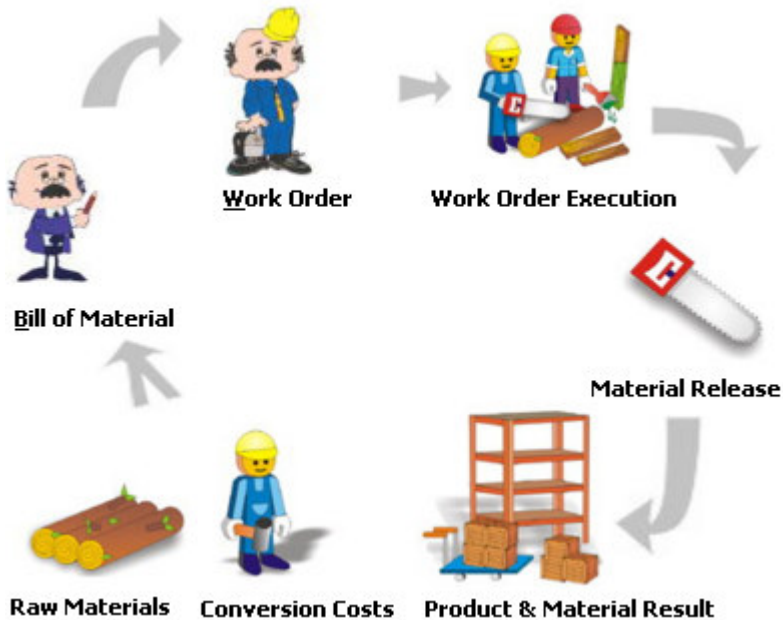 Work Order
Work Order Execution
Bill of Material
Material Release
Raw Materials
Conversion Costs
Product & Material Result